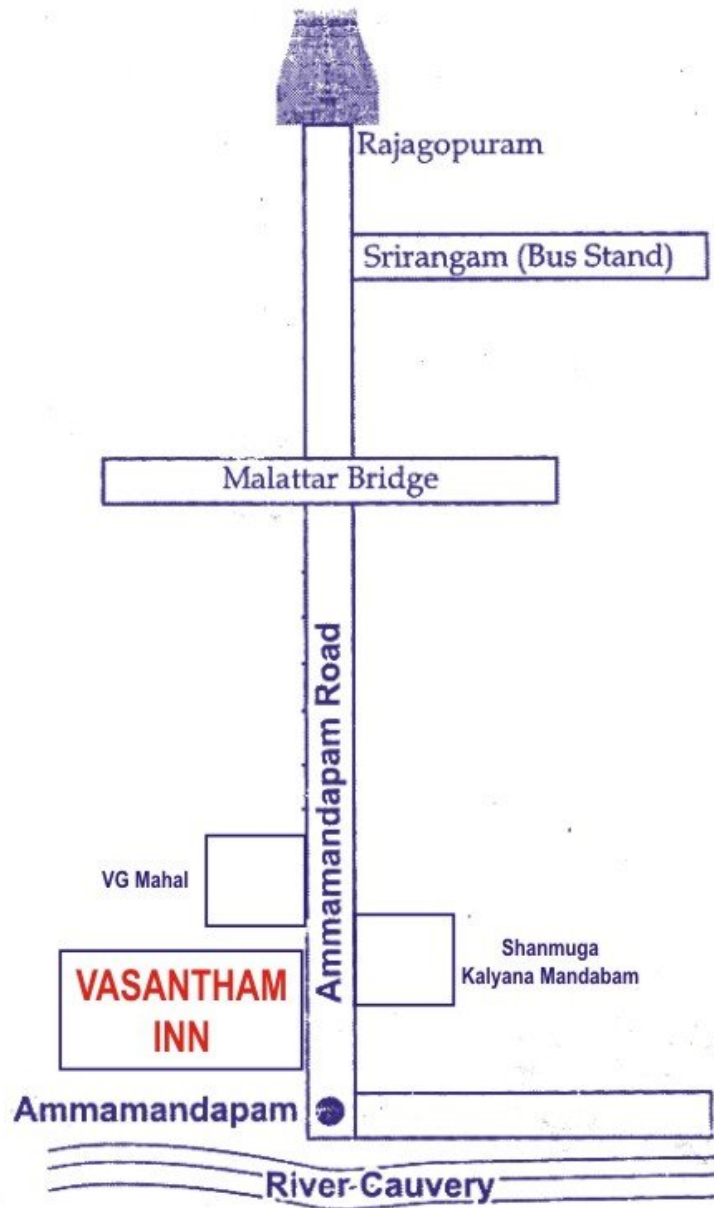 Rajagopuram
Srirangam (Bus Stand)
Malattar Bridge
Ammamandapam Road
VG Mahal
Shanmuga
Kalyana Mandabam
VASANTHAM
INN
Ammamandapam
River Cauvery